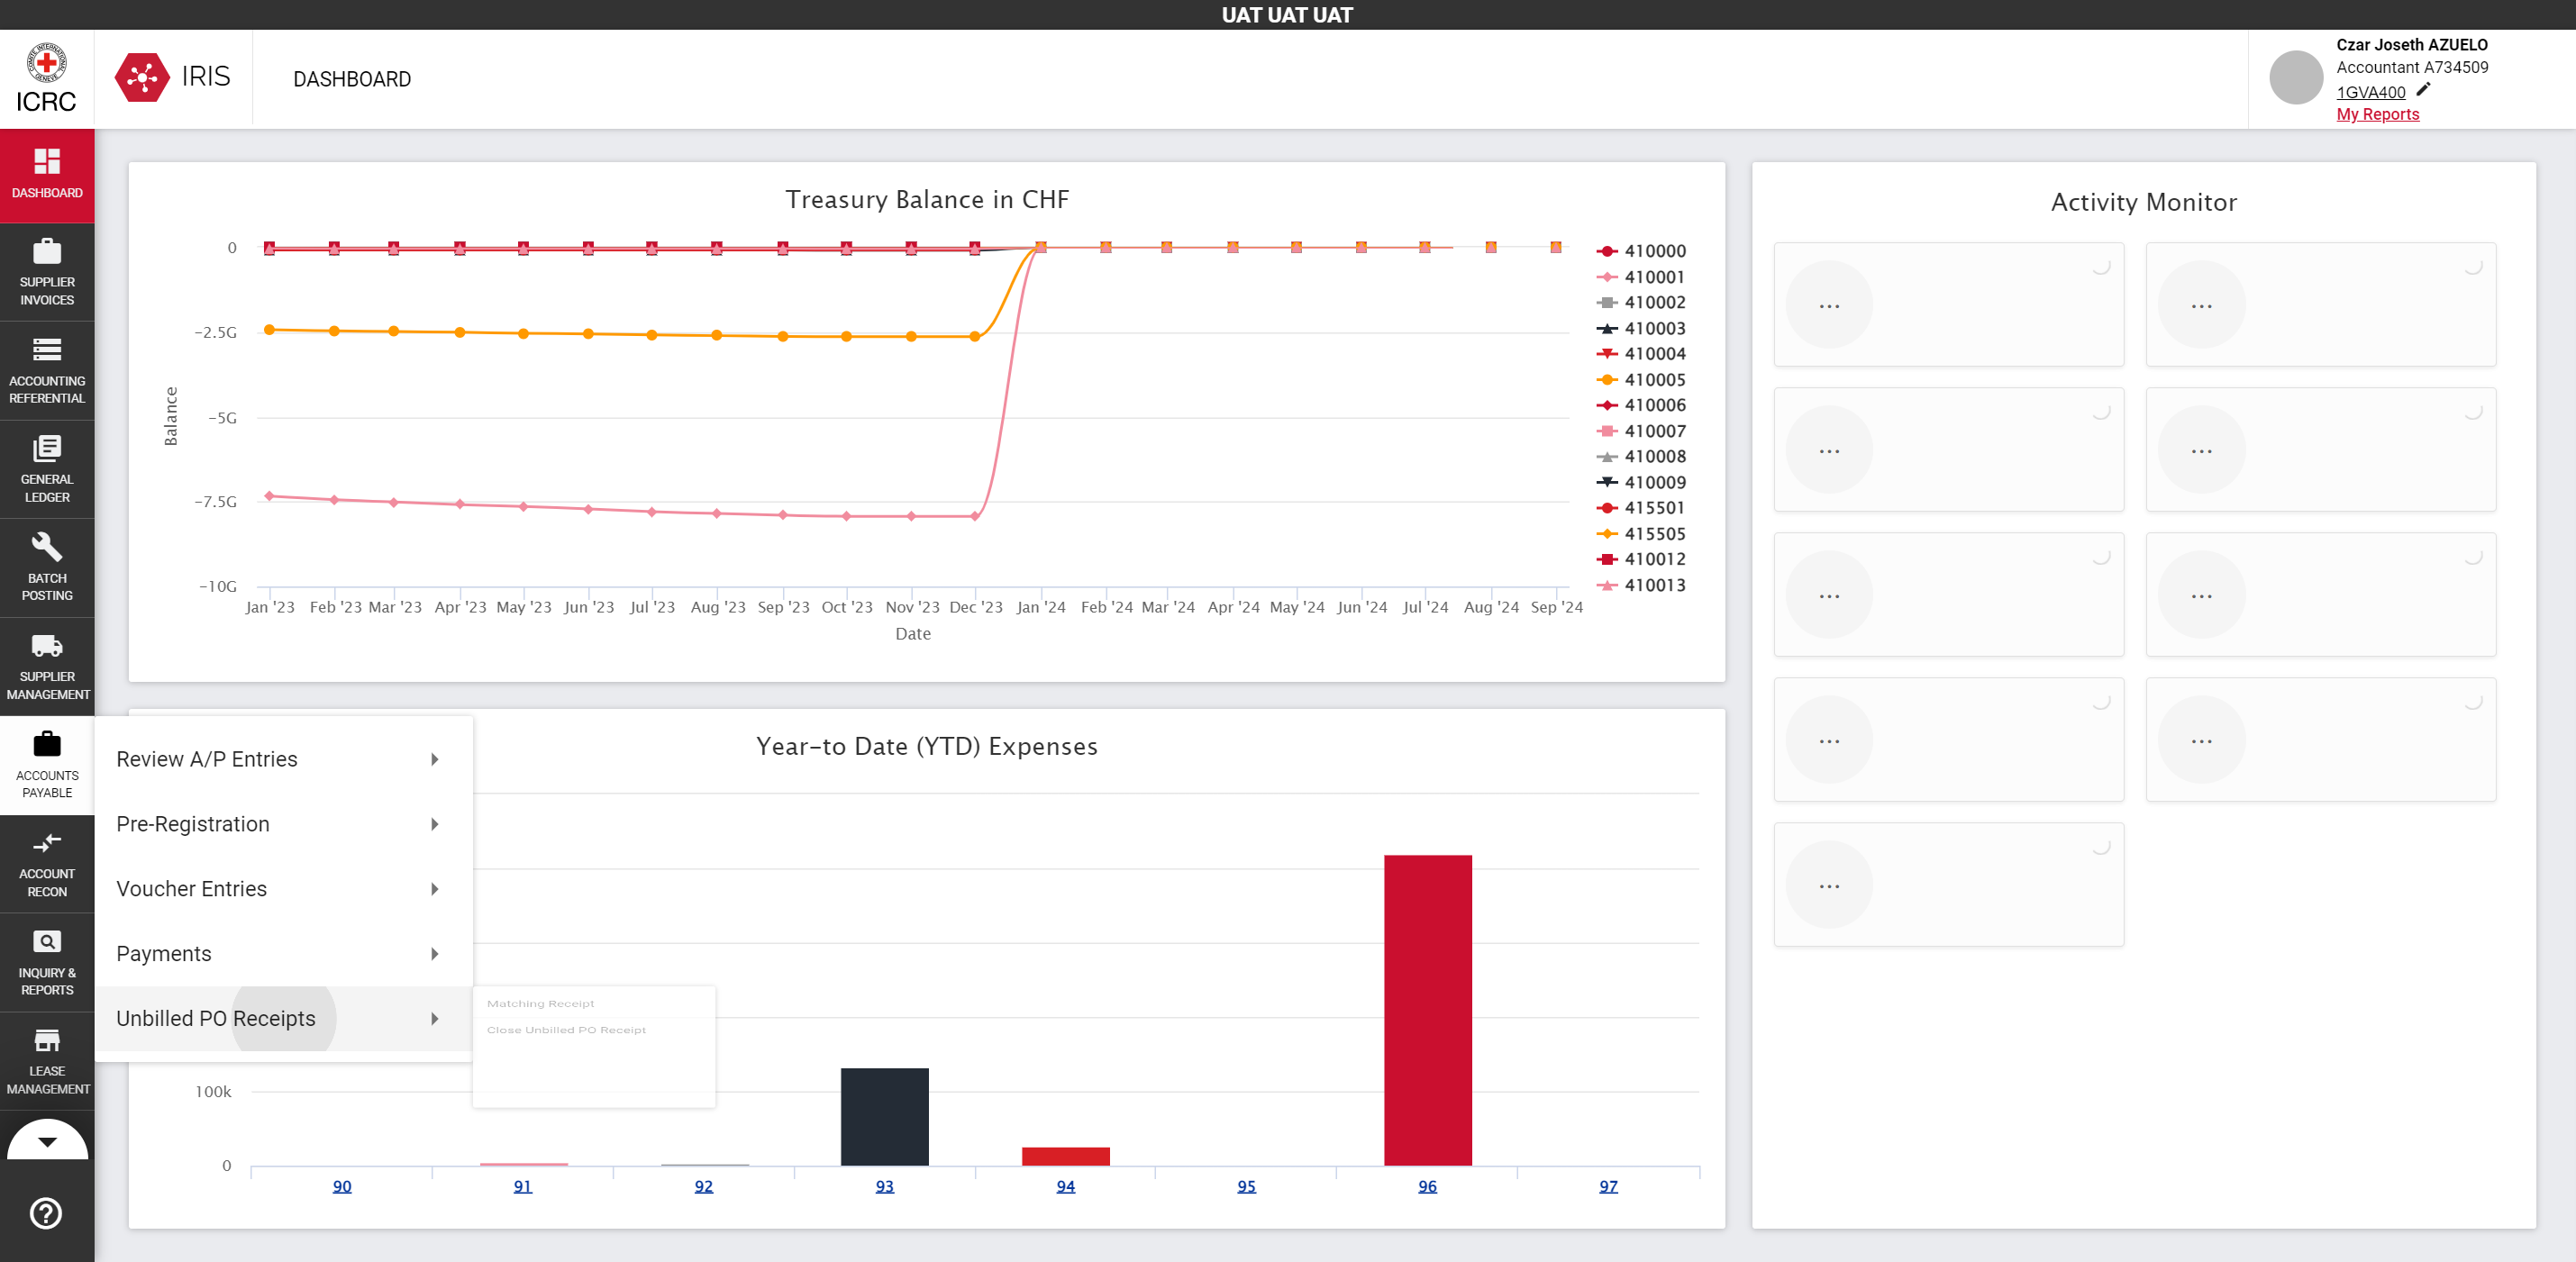 UAT UAT UAT
ICRC
IRIS
DASHBOARD
Czar Joseth AZUELO
Accountant A734509
1GVA400
My Reports
DASHBOARD
SUPPLIER
INVOICES
ACCOUNTING
REFERENTIAL
GENERAL
LEDGER
BATCH
POSTING
SUPPLIER
MANAGEMENT
ACCOUNTS
PAYABLE
ACCOUNT
RECON
INQUIRY &
REPORTS
LEASE
MANAGEMENT
Review A/P Entries
Pre-Registration
Voucher Entries
Payments
Unbilled PO Receipts
Matching Receipt
Close Unbilled PO Receipt
Treasury Balance in CHF
Balance
0
−2.5G
−5G
−7.5G
−10G
Jan '23 Feb '23 Mar '23 Apr '23 May '23 Jun '23 Jul '23 Aug '23 Sep '23 Oct '23 Nov '23 Dec '23 Jan '24 Feb '24 Mar '24 Apr '24 May '24 Jun '24 Jul '24 Aug '24 Sep '24
Date
410000
410001
410002
410003
410004
410005
410006
410007
410008
410009
415501
415505
410012
410013
Year−to Date (YTD) Expenses
100k
0
90 91 92 93 94 95 96 97
Activity Monitor
... ...
... ...
... ...
... ...
...